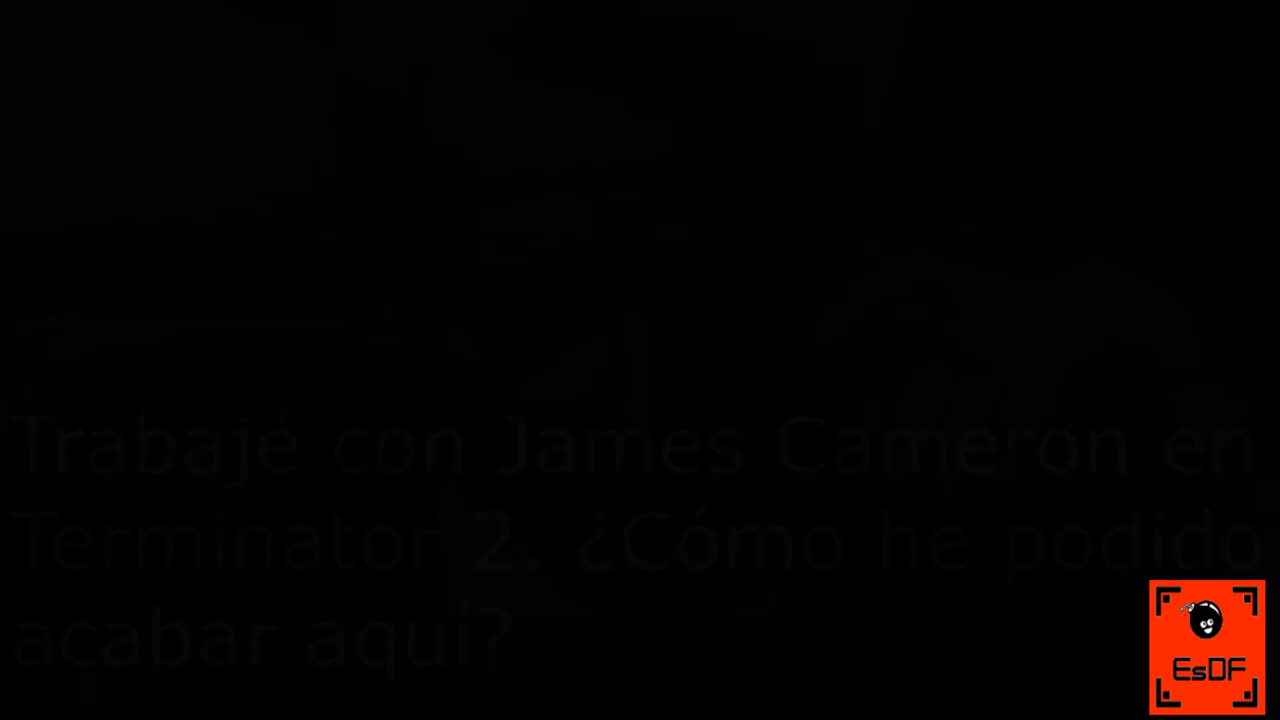 Trabajé con James Cameron en
Terminator 2. ¿Cómo he podido
acabar aquí?
EsDF